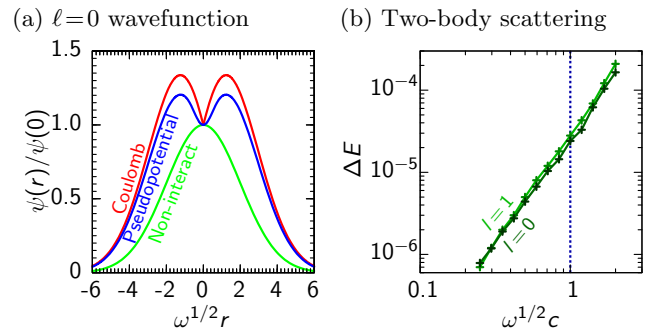 (a) ℓ=0 wavefunction
ψ(r)/ψ(0)
1.5
1.0
0.5
0
Coulomb
Pseudopotential
Non-interact
-6 -4 -2 0 2 4 6
ω^{1/2}r
(b) Two-body scattering
ΔE
10^{-4}
10^{-5}
10^{-6}
l=1
l=0
0.1 1
ω^{1/2}c